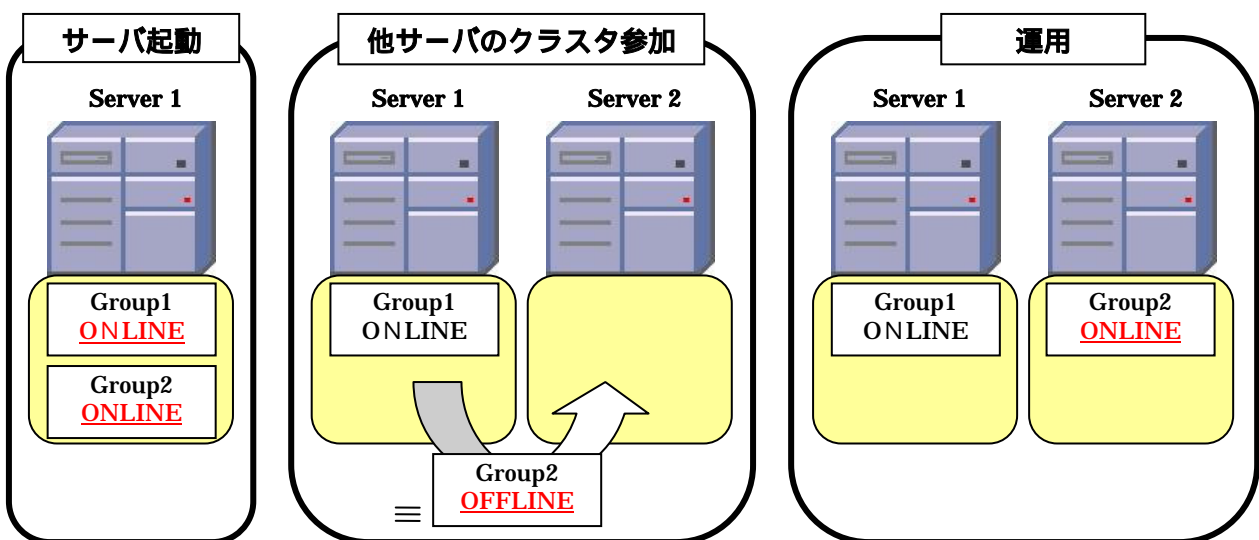 サーバ起動
Server 1
Group1
ONLINE
Group2
ONLINE
他サーバのクラスタ参加
Server 1
Server 2
Group1
ONLINE
Group2
OFFLINE
運用
Server 1
Server 2
Group1
ONLINE
Group2
ONLINE